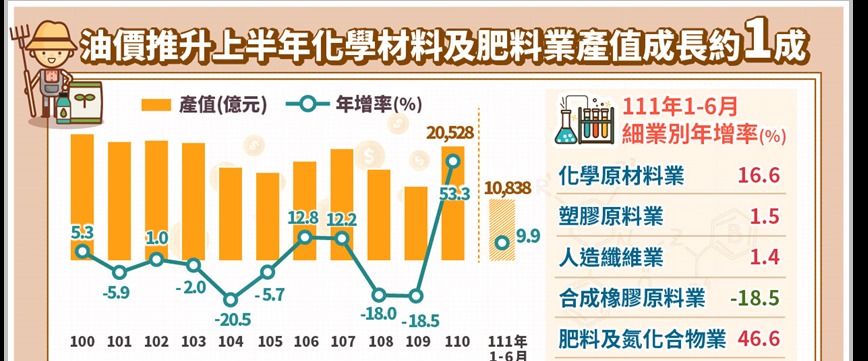 油價推升上半年化學材料及肥料業產值成長約1成
產值(億元)
年增率(%)
20,528
10,838
5.3
-5.9
1.0
-2.0
-20.5
-5.7
12.8
12.2
-18.0
-18.5
53.3
9.9
100
101
102
103
104
105
106
107
108
109
110
111年
1-6月
111年1-6月
細業別年增率(%)
化學原材料業 16.6
塑膠原料業 1.5
人造纖維業 1.4
合成橡膠原料業 -18.5
肥料及氮化合物業 46.6